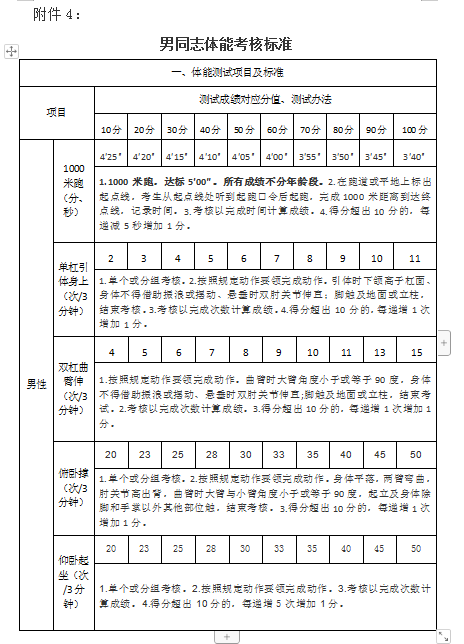 附件 4：
男同志体能考核标准
一、体能测试项目及标准
项目
测试成绩对应分值、测试办法
10分 20分 30分 40分 50分 60分 70分 80分 90分 100分
男性
1000
米跑
（分、
秒）
4′25″ 4′20″ 4′15″ 4′10″ 4′05″ 4′00″ 3′55″ 3′50″ 3′45″ 3′40″
1.1000 米跑，达标 5′00″。所有成绩不分年龄段。2.在跑道或平地上标出
起点线，考生从起点线处听到起跑口令后起跑，完成 1000 米距离到达终
点线，记录时间。3.考核以完成时间计算成绩。4.得分超出 10 分的，每
递减 5 秒增加 1 分。
单杠引
体身上
（次/3
分钟）
2 3 4 5 6 7 8 9 10 11
1.单个或分组考核。2.按照规定动作要领完成动作。引体时下颌高于杠面、
身体不得借助振浪或摆动、悬垂时双肘关节伸直；脚触及地面或立柱，
结束考核。3.考核以完成次数计算成绩。4.得分超出 10 分的，每递增 1 次
增加 1 分。
双杠曲
臂伸
（次/3
分钟）
4 5 6 7 8 9 10 11 13 15
1.按照规定动作要领完成动作。曲臂时大臂角度小于或等于 90 度，身体
不得借助振浪或摆动、悬垂时双肘关节伸直;脚触及地面或立柱，结束考
试。2.考核以完成次数计算成绩。3.得分超出 10 分的，每递增 1 次增加 1
分。
俯卧撑
（次/3
分钟）
20 23 25 28 30 33 35 40 45 50
1.单个或分组考核。2.按照规定动作要领完成动作。身体平落，两臂弯曲，
肘关节高出背，曲臂时大臂与小臂角度小于或等于 90 度，起立及身体除
脚和手掌以外其他部位触，结束考核。3.得分超出 10 分的，每递增 1 次
增加 1 分。
仰卧起
坐（次
/3 分
钟）
20 23 25 28 30 33 35 40 45 50
1.单个或分组考核。2.按照规定动作要领完成动作。3.考核以完成次数计
算成绩。4.得分超出 10 分的，每递增 5 次增加 1 分。